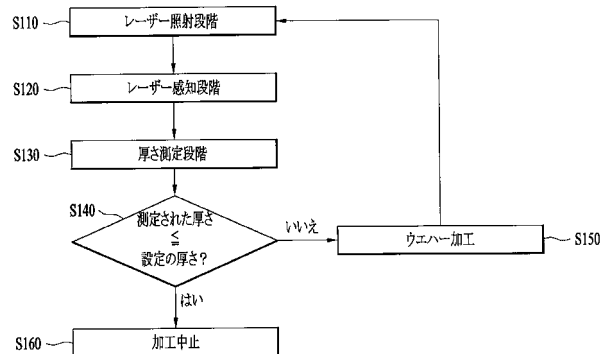 S110 レーザー照射段階
S120 レーザー感知段階
S130 厚さ測定段階
S140 測定された厚さ
≦
設定の厚さ?
いいえ
ウエハー加工 S150
はい
S160 加工中止